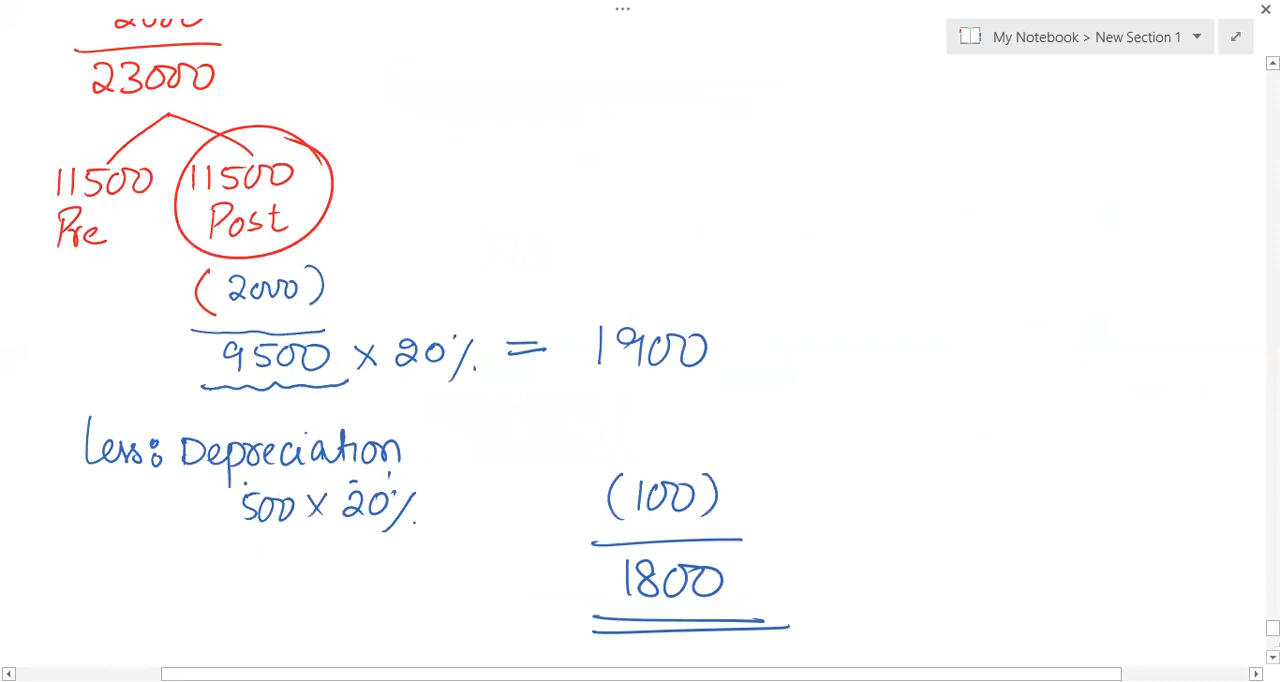 My Notebook > New Section 1
2000
23000
11500 11500
Pre Post
(2000)
9500 × 20% = 1900
Less: Depreciation
500 × 20% (100)
1800